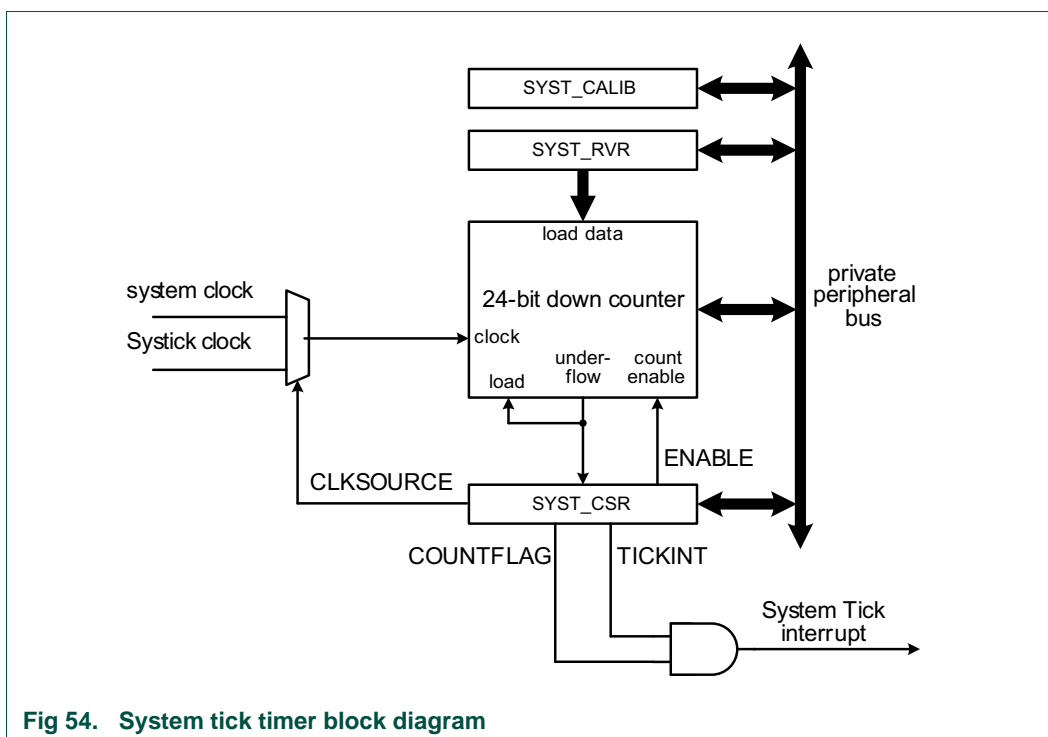 SYST_CALIB
SYST_RVR
load data
24-bit down counter
private
peripheral
bus
system clock
Systick clock
clock
under-
flow
count
enable
load
ENABLE
CLKSOURCE
SYST_CSR
COUNTFLAG
TICKINT
System Tick
interrupt
Fig 54. System tick timer block diagram